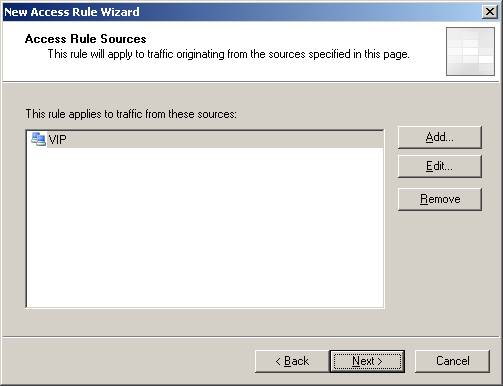 New Access Rule Wizard
Access Rule Sources
This rule will apply to traffic originating from the sources specified in this page.
This rule applies to traffic from these sources:
VIP
Add...
Edit...
Remove
< Back
Next >
Cancel